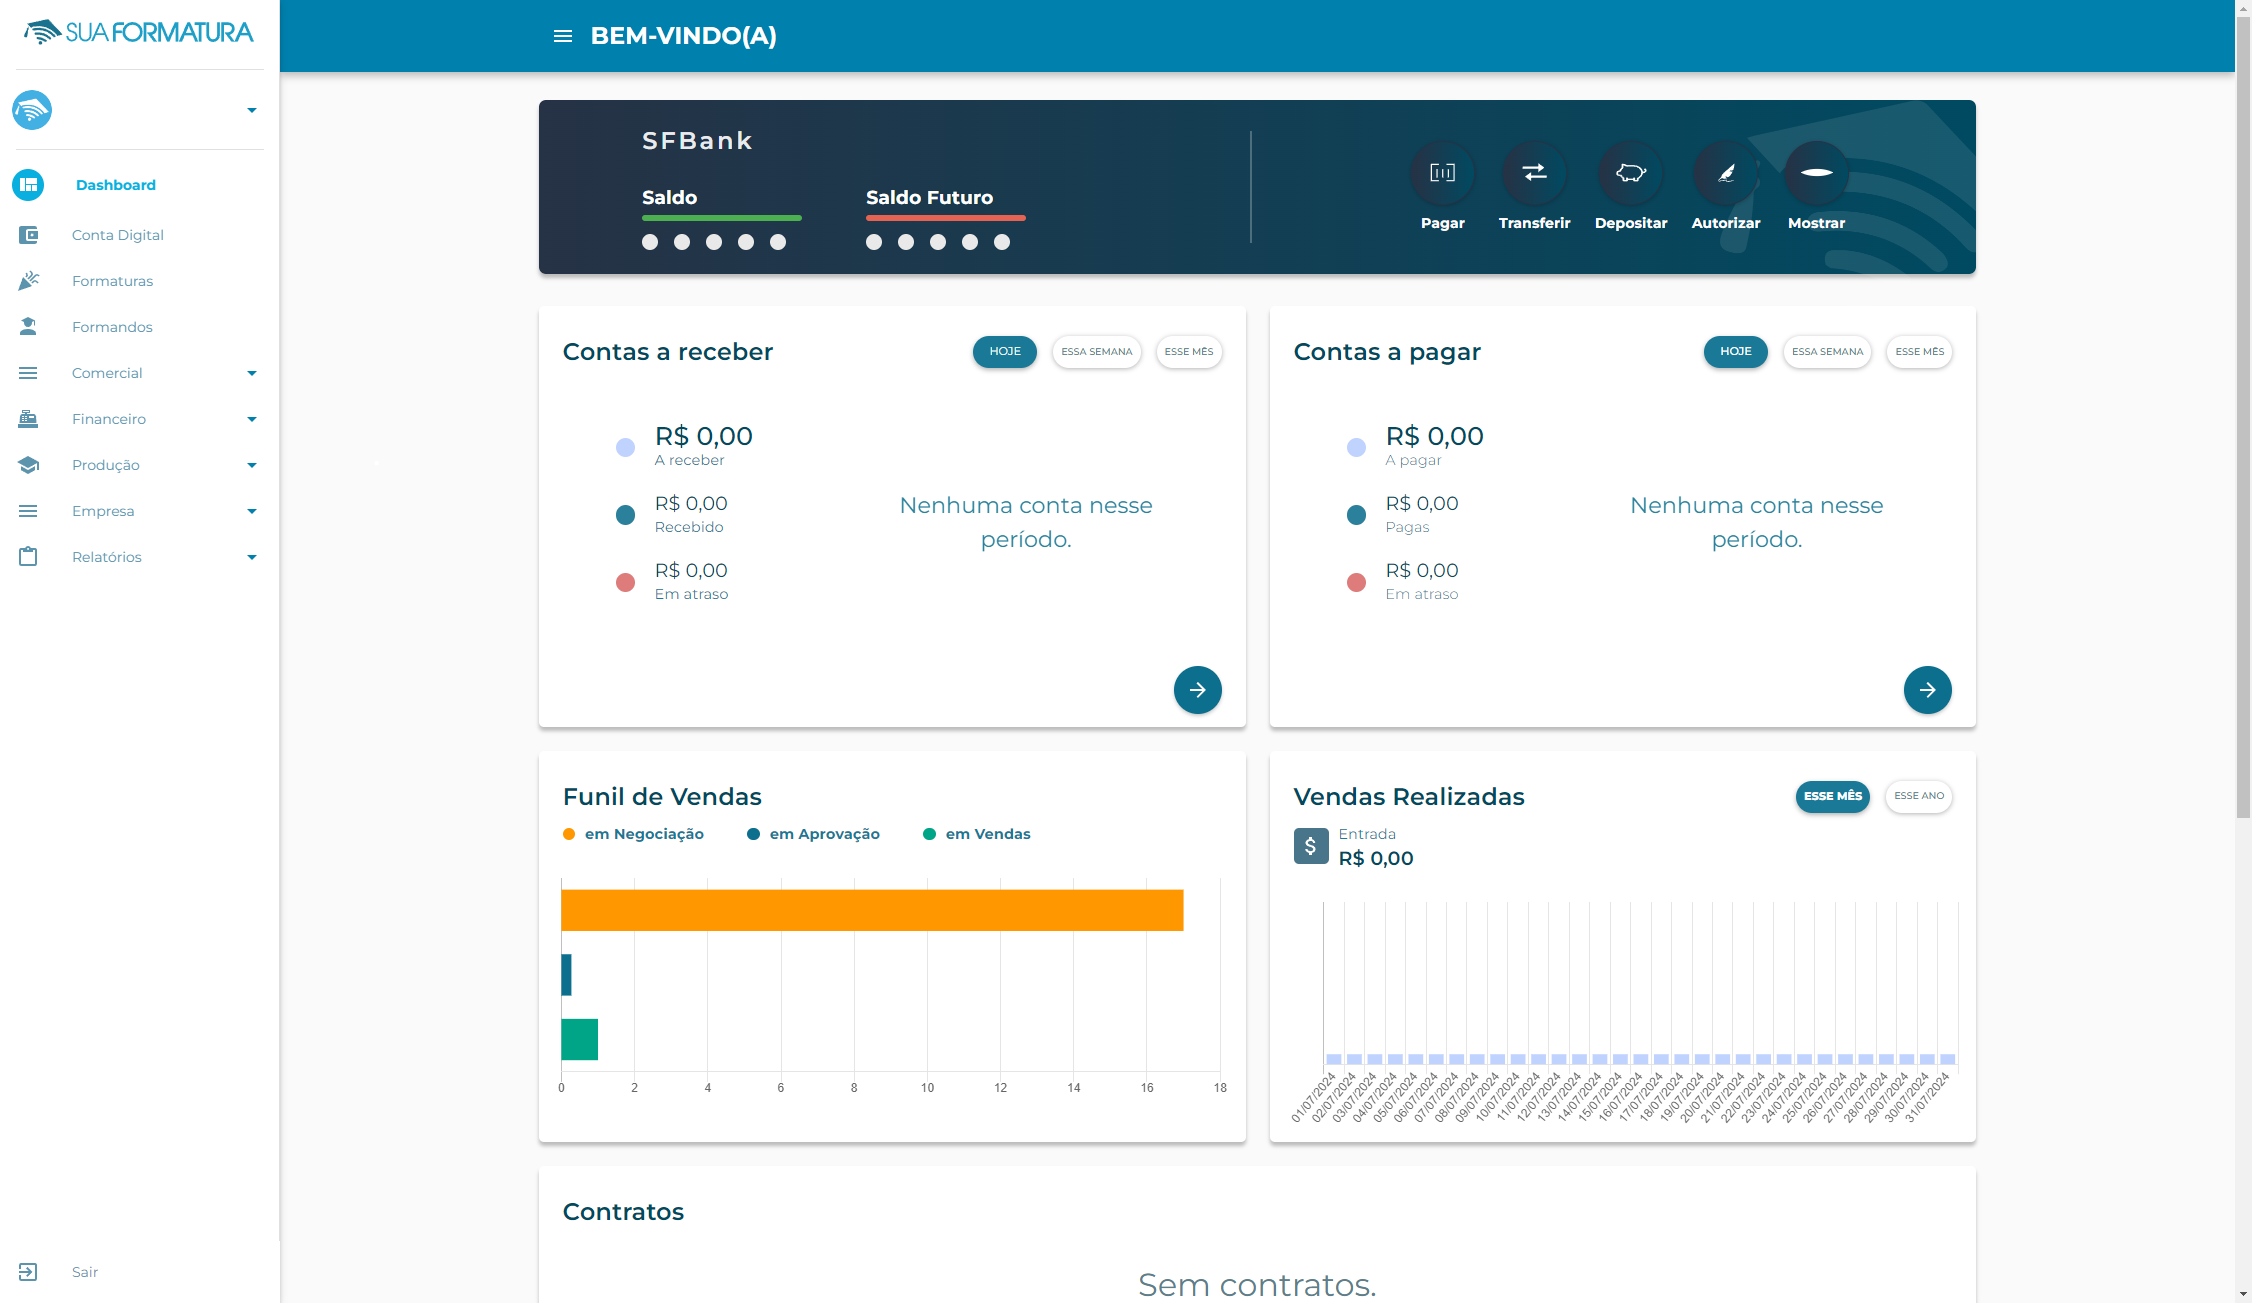 SUA FORMATURA
BEM-VINDO(A)
Dashboard
Conta Digital
Formaturas
Formandos
Comercial
Financeiro
Produção
Empresa
Relatórios
Sair
SFBank
Saldo
Saldo Futuro
Pagar
Transferir
Depositar
Autorizar
Mostrar
Contas a receber
HOJE
ESSA SEMANA
ESSE MÊS
R$ 0,00
A receber
R$ 0,00
Recebido
R$ 0,00
Em atraso
Nenhuma conta nesse
período.
Contas a pagar
HOJE
ESSA SEMANA
ESSE MÊS
R$ 0,00
A pagar
R$ 0,00
Pagas
R$ 0,00
Em atraso
Nenhuma conta nesse
período.
Funil de Vendas
em Negociação
em Aprovação
em Vendas
0 2 4 6 8 10 12 14 16 18
Vendas Realizadas
ESSE MÊS
ESSE ANO
$
Entrada
R$ 0,00
01/07/2024
02/07/2024
03/07/2024
04/07/2024
05/07/2024
06/07/2024
07/07/2024
08/07/2024
09/07/2024
10/07/2024
11/07/2024
12/07/2024
13/07/2024
14/07/2024
15/07/2024
16/07/2024
17/07/2024
18/07/2024
19/07/2024
20/07/2024
21/07/2024
22/07/2024
23/07/2024
24/07/2024
25/07/2024
26/07/2024
27/07/2024
28/07/2024
29/07/2024
30/07/2024
31/07/2024
Contratos
Sem contratos.